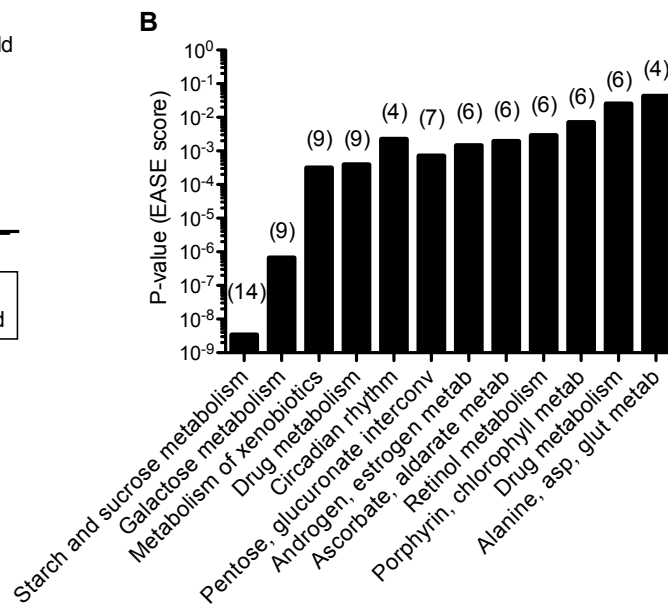 B
ld
d
P-value (EASE score)
10⁰
10⁻¹
10⁻²
10⁻³
10⁻⁴
10⁻⁵
10⁻⁶
10⁻⁷
10⁻⁸
10⁻⁹
(14)
(9)
(9)
(9)
(4)
(7)
(6)
(6)
(6)
(6)
(6)
(4)
Starch and sucrose metabolism
Galactose metabolism
Metabolism of xenobiotics
Drug metabolism
Circadian rhythm
Pentose, glucuronate interconv
Androgen, estrogen metab
Ascorbate, aldarate metab
Retinol metabolism
Porphyrin, chlorophyll metab
Drug metabolism
Alanine, asp, glut metab